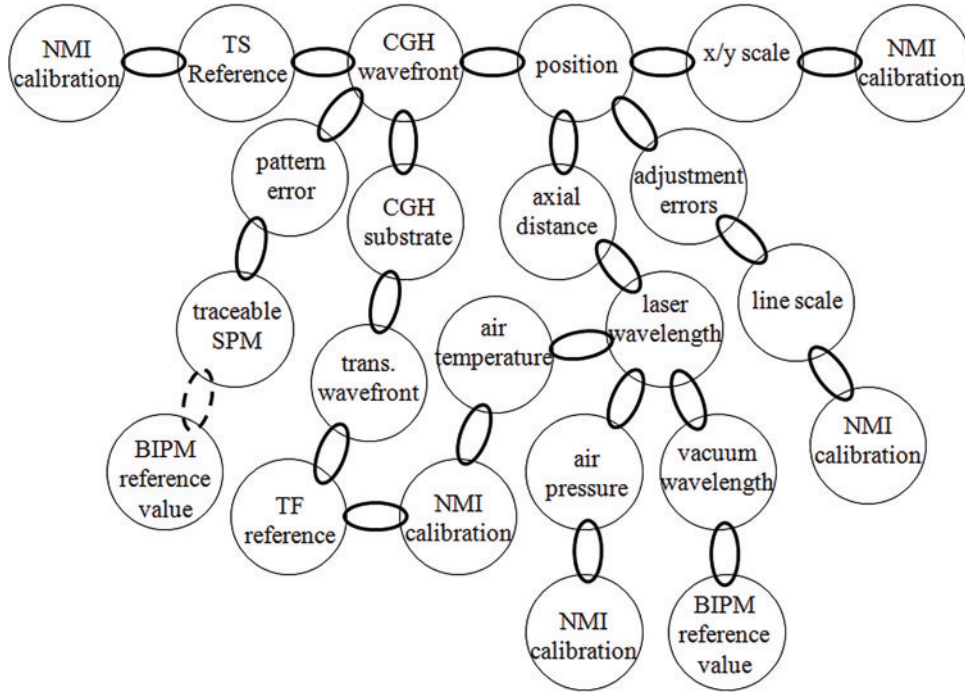 NMI
calibration
TS
Reference
CGH
wavefront
position
x/y scale
NMI
calibration
pattern
error
CGH
substrate
axial
distance
adjustment
errors
traceable
SPM
trans.
wavefront
air
temperature
laser
wavelength
line scale
BIPM
reference
value
TF
reference
NMI
calibration
air
pressure
vacuum
wavelength
NMI
calibration
NMI
calibration
BIPM
reference
value